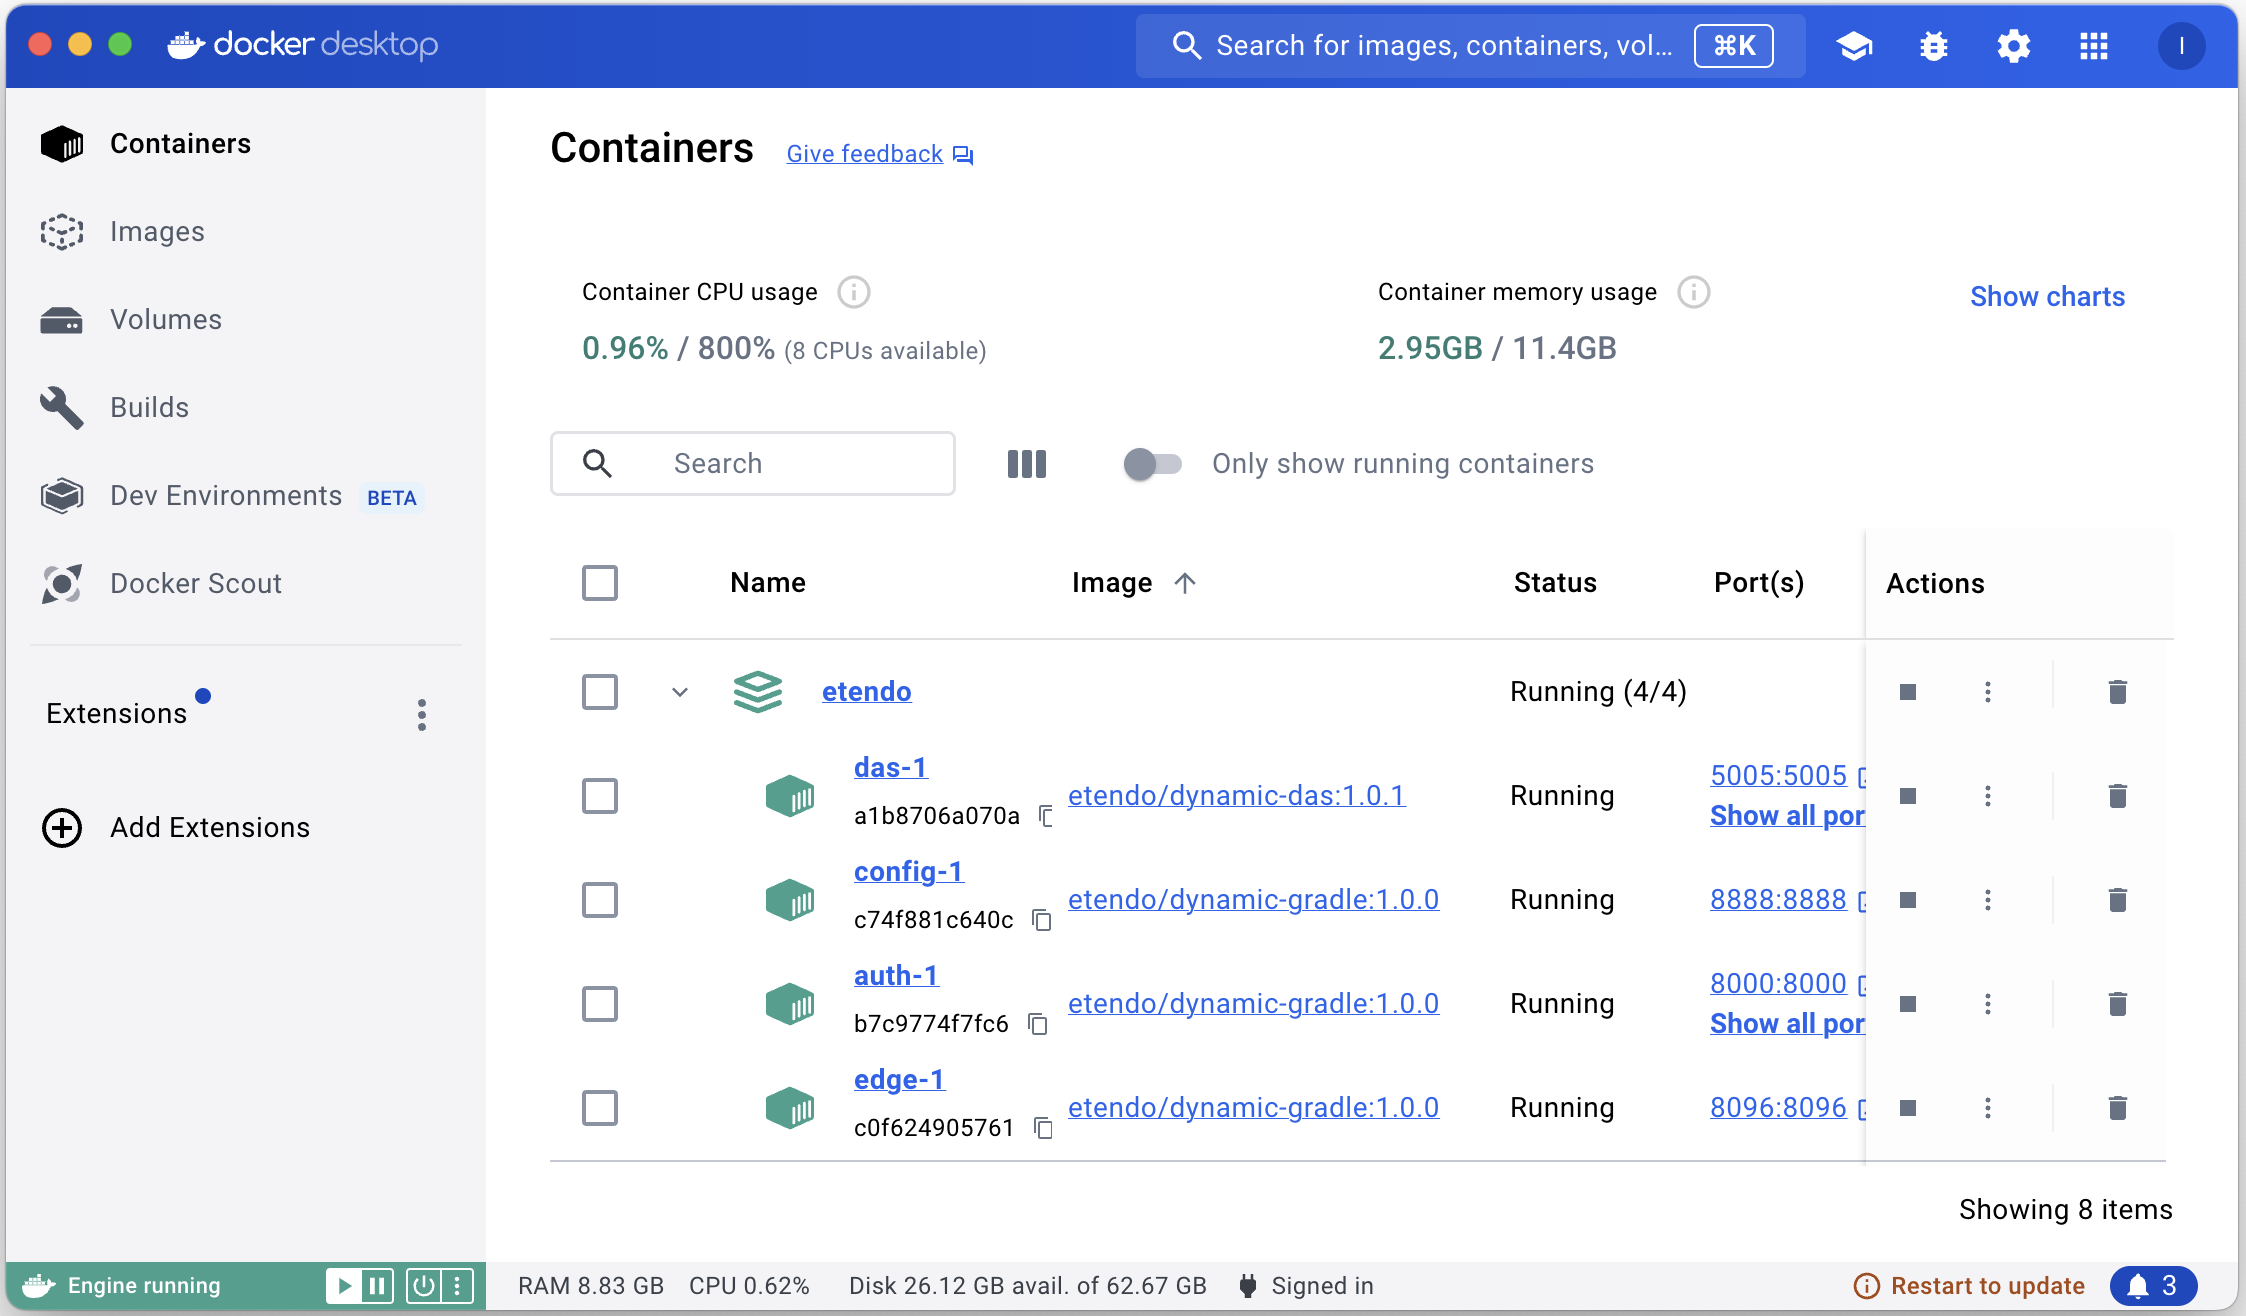 docker desktop
Search for images, containers, vol... ⌘K
I
Containers
Images
Volumes
Builds
Dev Environments BETA
Docker Scout
Extensions
Add Extensions
Containers Give feedback
Container CPU usage
0.96% / 800% (8 CPUs available)
Container memory usage
2.95GB / 11.4GB
Show charts
Search
Only show running containers
Name Image Status Port(s) Actions
etendo Running (4/4)
das-1
a1b8706a070a
etendo/dynamic-das:1.0.1 Running
5005:5005
Show all por
config-1
c74f881c640c
etendo/dynamic-gradle:1.0.0 Running 8888:8888
auth-1
b7c9774f7fc6
etendo/dynamic-gradle:1.0.0 Running
8000:8000
Show all por
edge-1
c0f624905761
etendo/dynamic-gradle:1.0.0 Running 8096:8096
Showing 8 items
Engine running
RAM 8.83 GB CPU 0.62% Disk 26.12 GB avail. of 62.67 GB Signed in
Restart to update 3